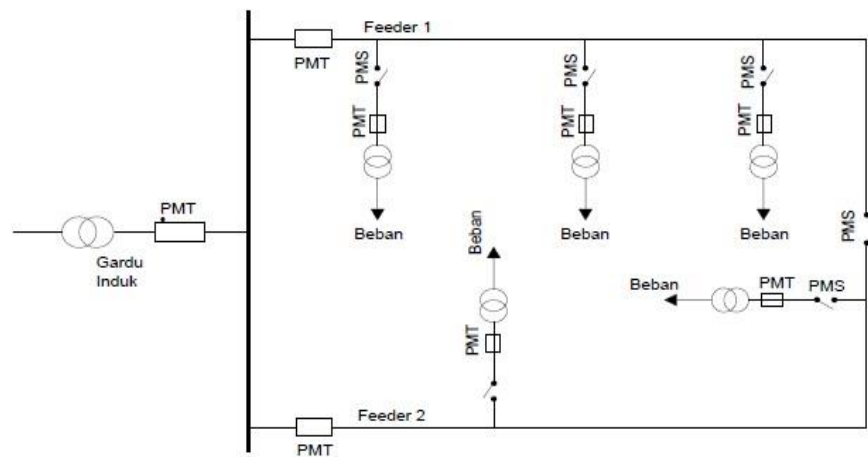 Feeder 1
PMT
PMS
PMS
PMS
PMT
PMT
PMT
PMT
Beban
Beban
Beban
Gardu
Induk
Beban
PMS
Beban
PMT
PMS
PMT
Feeder 2
PMT